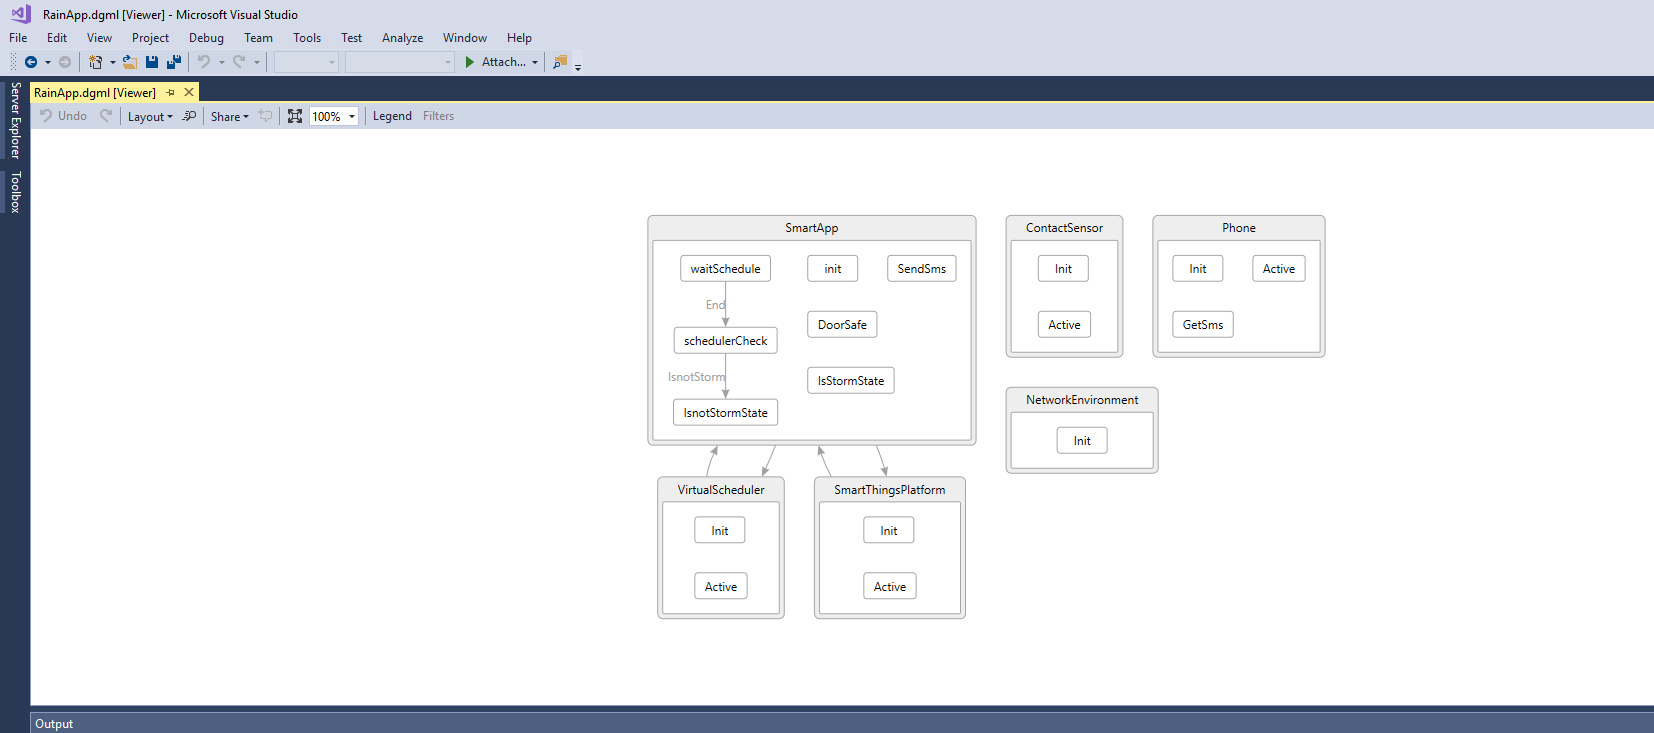 RainApp.dgml [Viewer] - Microsoft Visual Studio
File Edit View Project Debug Team Tools Test Analyze Window Help
Attach...
Server Explorer
Toolbox
RainApp.dgml [Viewer]
Undo Layout Share 100% Legend Filters
SmartApp
waitSchedule init SendSms
End
DoorSafe
schedulerCheck
IsnotStorm
IsStormState
IsnotStormState
ContactSensor
Init
Active
Phone
Init Active
GetSms
NetworkEnvironment
Init
VirtualScheduler
Init
Active
SmartThingsPlatform
Init
Active
Output